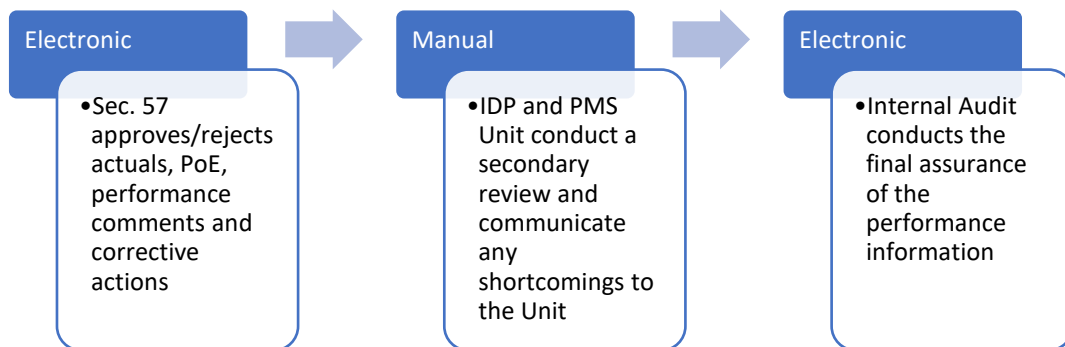 Electronic
•Sec. 57
approves/rejects
actuals, PoE,
performance
comments and
corrective
actions
Manual
•IDP and PMS
Unit conduct a
secondary
review and
communicate
any
shortcomings to
the Unit
Electronic
•Internal Audit
conducts the
final assurance
of the
performance
information